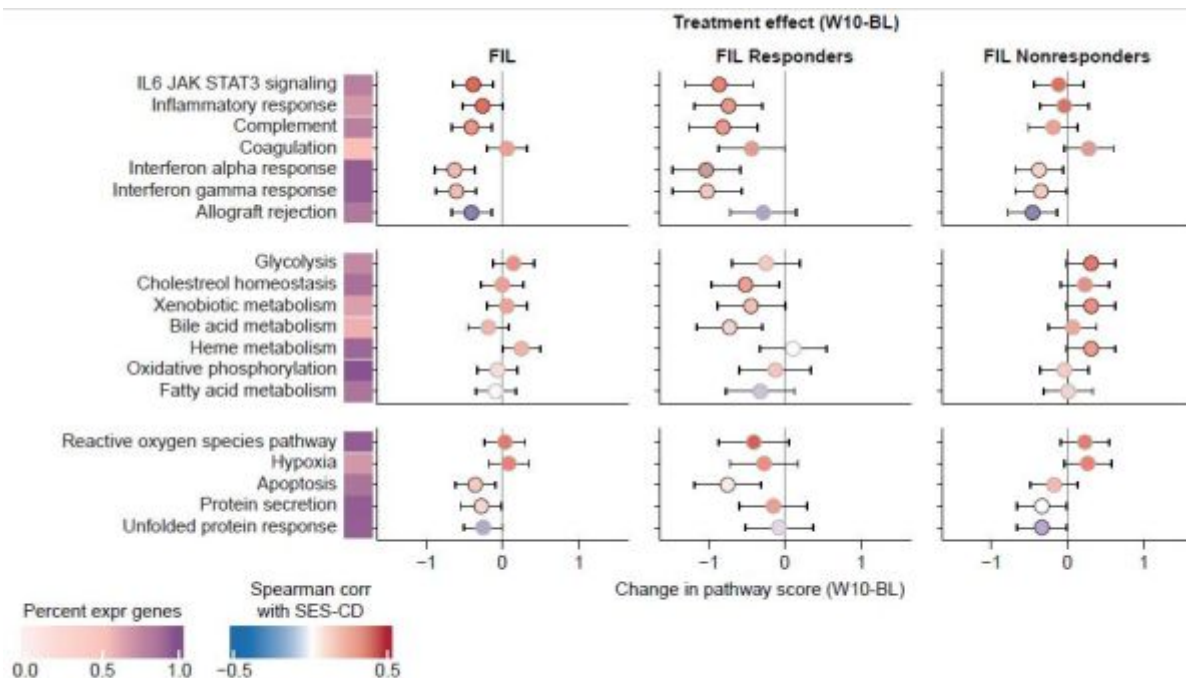 Treatment effect (W10-BL)
FIL
FIL Responders
FIL Nonresponders
IL6 JAK STAT3 signaling
Inflammatory response
Complement
Coagulation
Interferon alpha response
Interferon gamma response
Allograft rejection
Glycolysis
Cholestreol homeostasis
Xenobiotic metabolism
Bile acid metabolism
Heme metabolism
Oxidative phosphorylation
Fatty acid metabolism
Reactive oxygen species pathway
Hypoxia
Apoptosis
Protein secretion
Unfolded protein response
−1 0 1 −1 0 1 −1 0 1
Change in pathway score (W10-BL)
Percent expr genes
0.0 0.5 1.0
Spearman corr
with SES-CD
−0.5 0.5